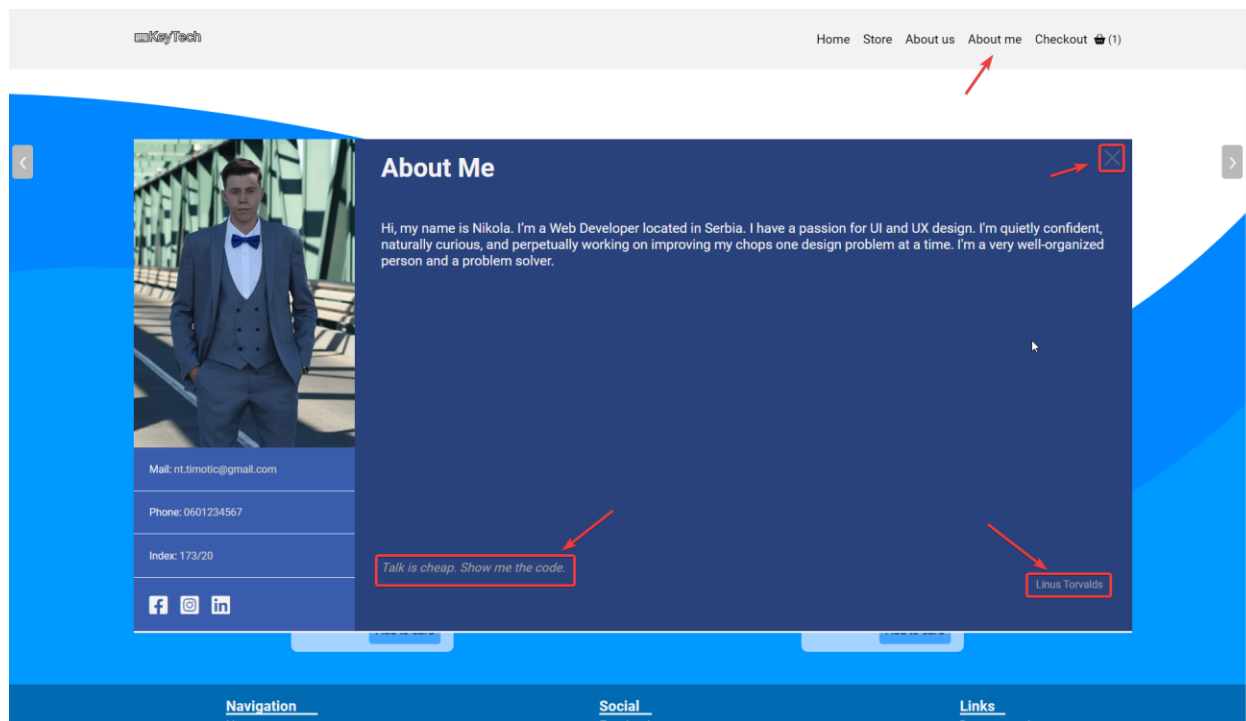 KeyTech
Home Store About us About me Checkout (1)
About Me
Hi, my name is Nikola. I'm a Web Developer located in Serbia. I have a passion for UI and UX design. I'm quietly confident,
naturally curious, and perpetually working on improving my chops one design problem at a time. I'm a very well-organized
person and a problem solver.
Mail: nt.timotic@gmail.com
Phone: 0601234567
Index: 173/20
Talk is cheap. Show me the code.
Linus Torvalds
Navigation Social Links